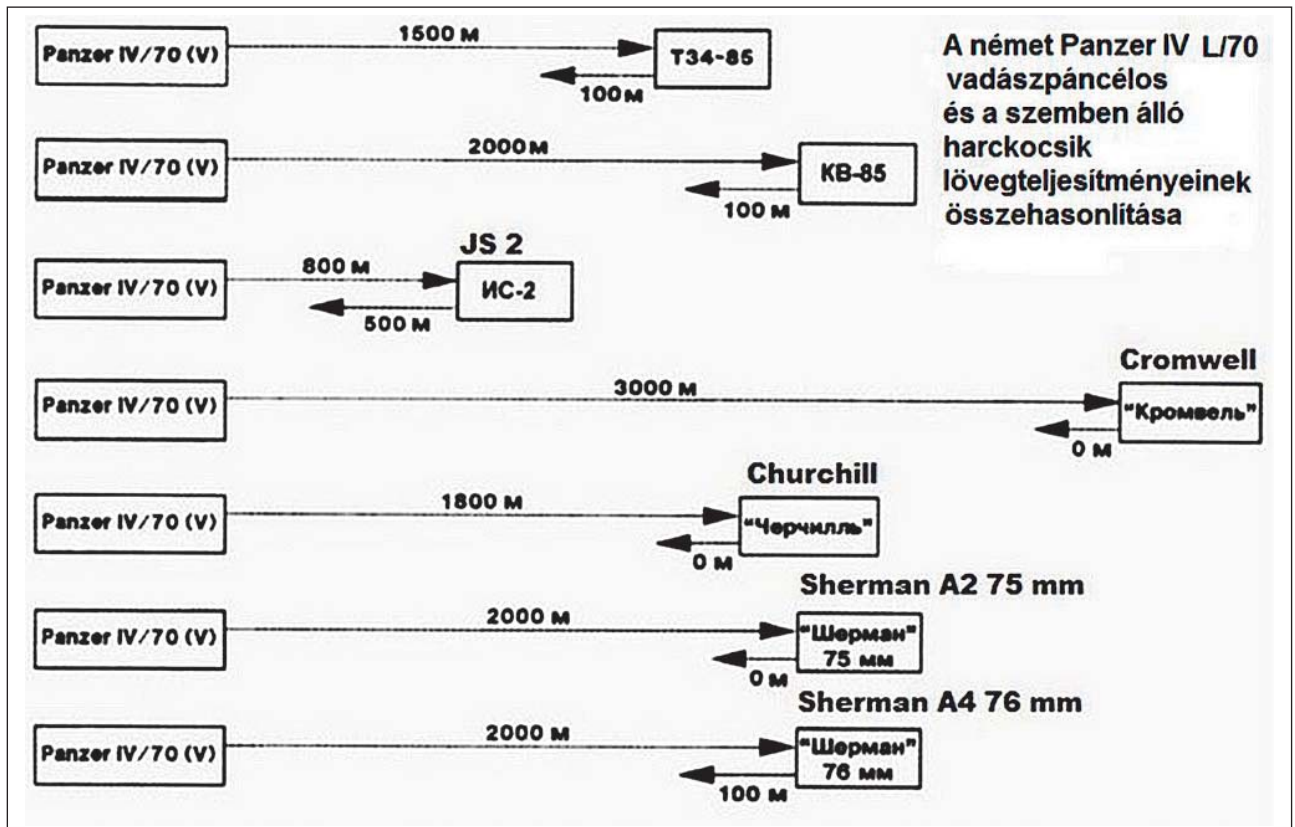 Panzer IV/70 (V)
1500 м
T34-85
100 м
A német Panzer IV L/70
vadászpáncélos
és a szemben álló
harckocsik
lövegteljesítményeinek
összehasonlítása
Panzer IV/70 (V)
2000 м
КВ-85
100 м
JS 2
Panzer IV/70 (V)
800 м
ИС-2
500 м
Cromwell
Panzer IV/70 (V)
3000 м
"Кромвель"
0 м
Churchill
Panzer IV/70 (V)
1800 м
"Черчилль"
0 м
Sherman A2 75 mm
Panzer IV/70 (V)
2000 м
"Шерман"
75 мм
0 м
Sherman A4 76 mm
Panzer IV/70 (V)
2000 м
"Шерман"
76 мм
100 м